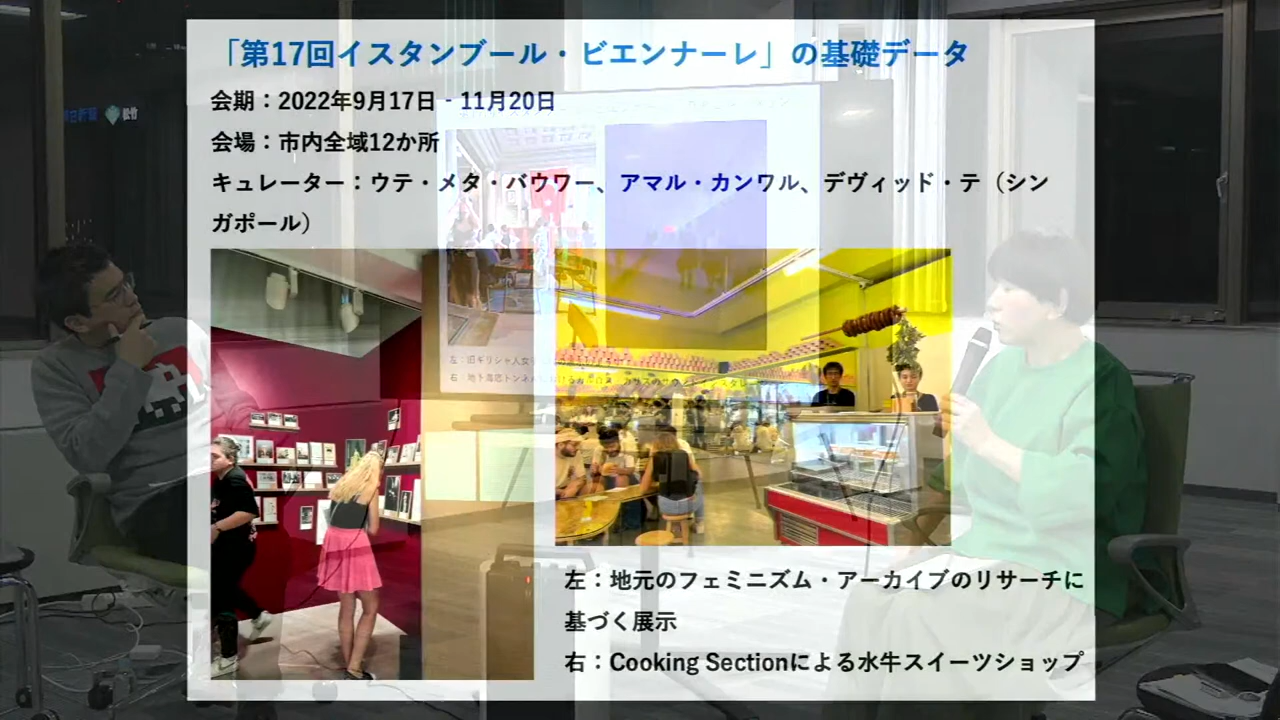 「第17回イスタンブール・ビエンナーレ」の基礎データ
会期：2022年9月17日 - 11月20日
会場：市内全域12か所
キュレーター：ウテ・メタ・バウワー、アマル・カンワル、デヴィッド・テ（シン
ガポール）
松竹
左：地元のフェミニズム・アーカイブのリサーチに
基づく展示
右：Cooking Sectionによる水牛スイーツショップ